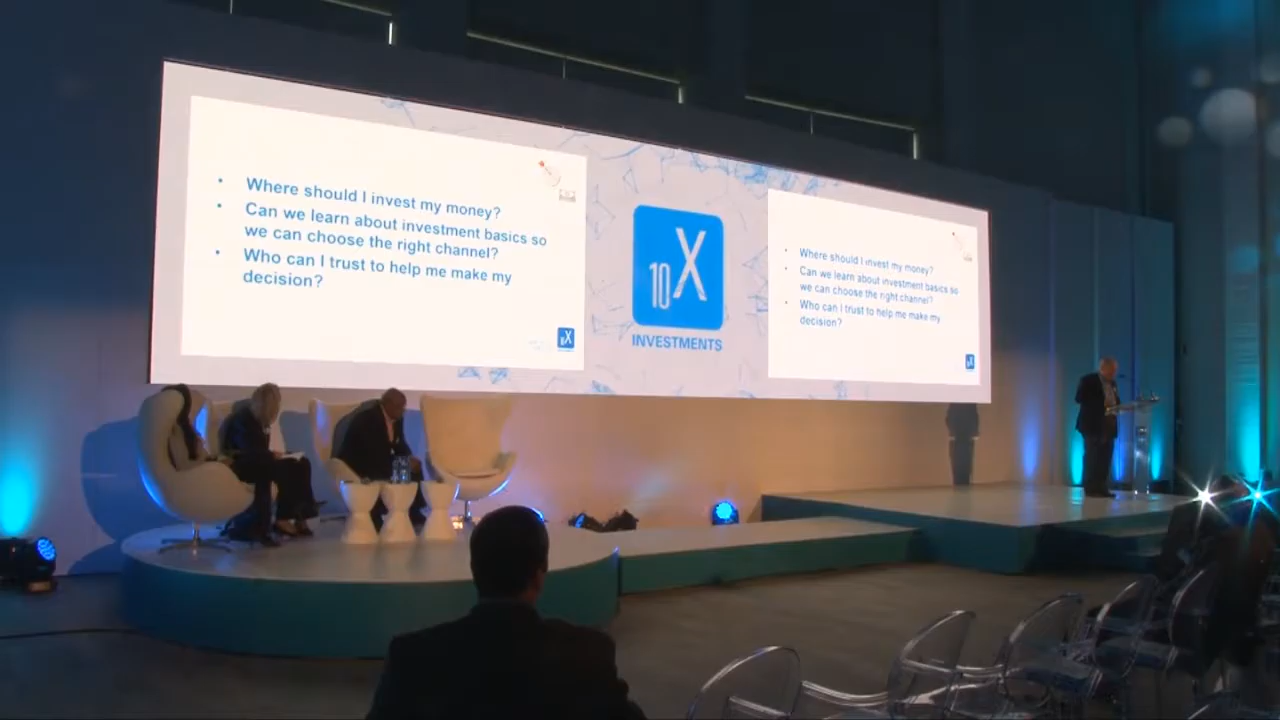 • Where should I invest my money?
• Can we learn about investment basics so
we can choose the right channel?
• Who can I trust to help me make my
decision?
X
10X
INVESTMENTS
• Where should I invest my money?
• Can we learn about investment basics so
we can choose the right channel?
• Who can I trust to help me make my
decision?
X